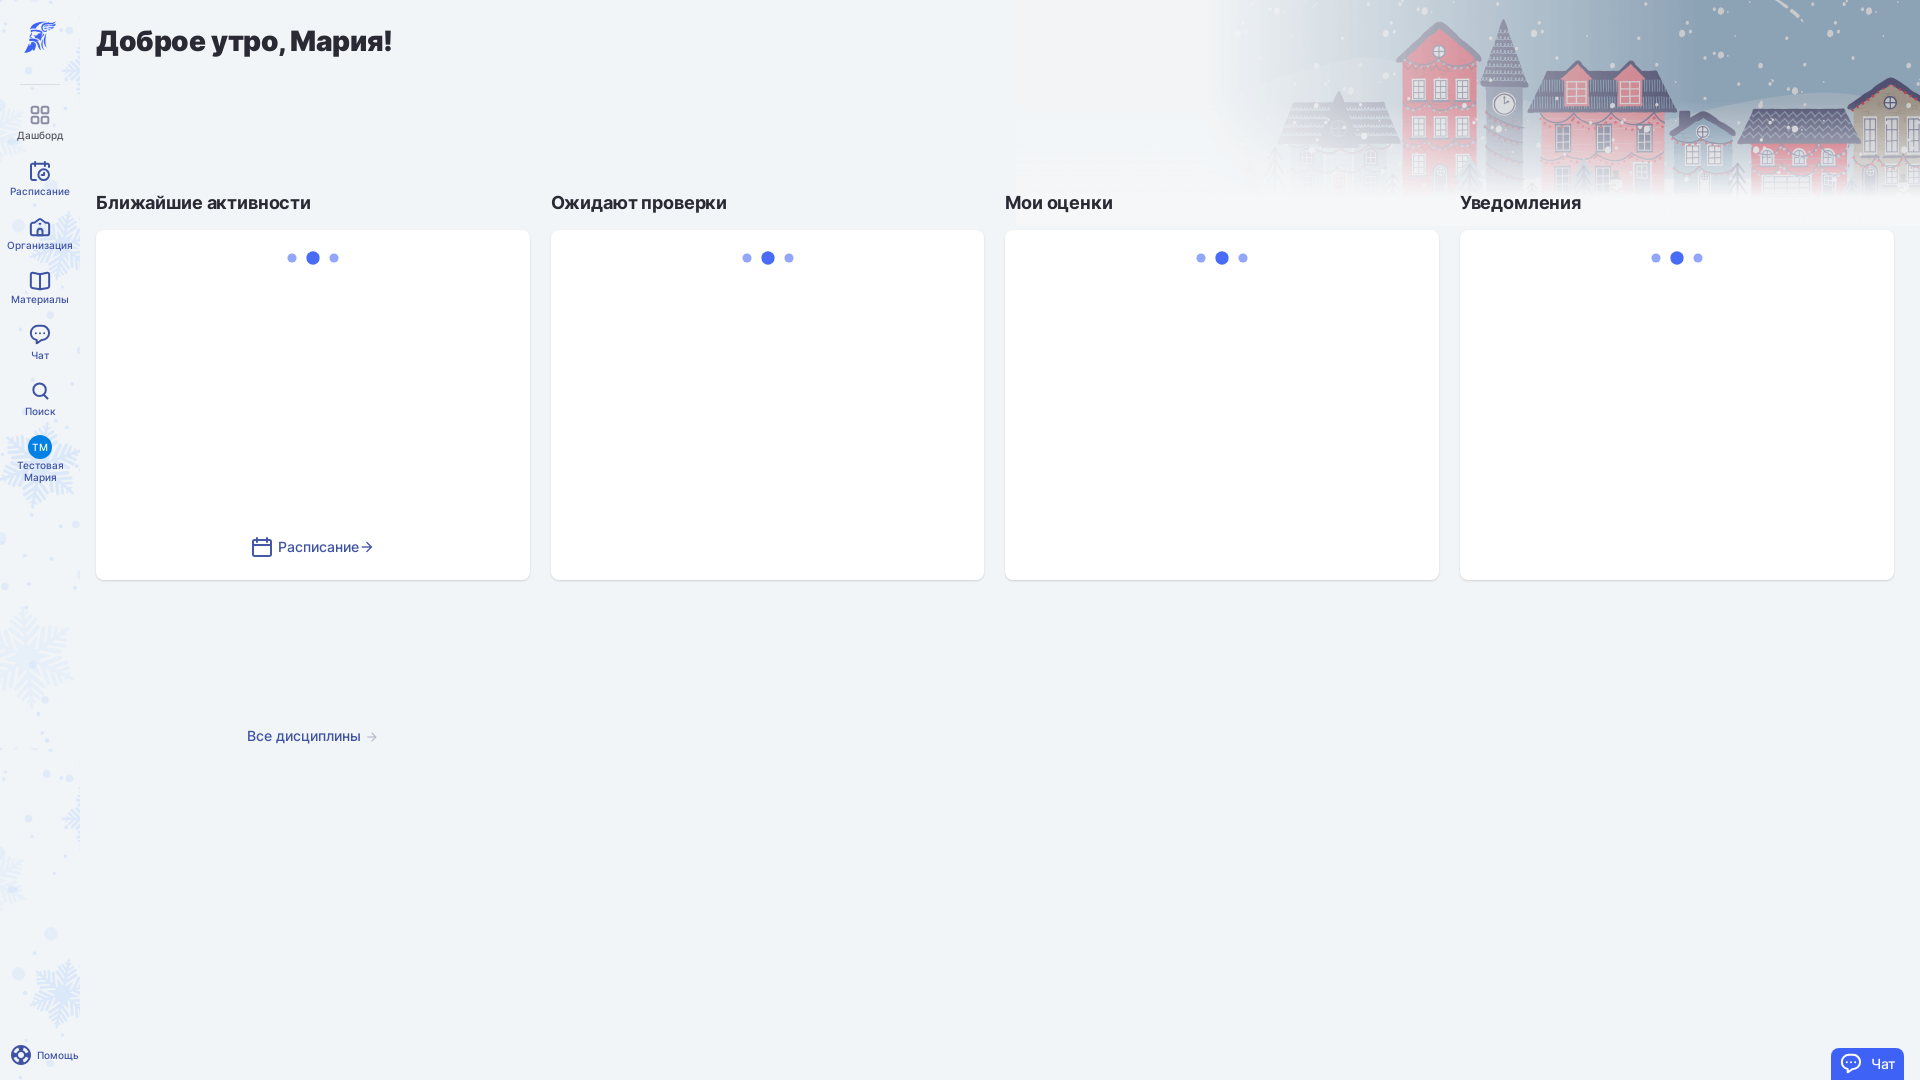 Доброе утро, Мария!
Дашборд
Расписание
Организация
Материалы
Чат
Поиск
ТМ
Тестовая
Мария
Помощь
Ближайшие активности
Ожидают проверки
Мои оценки
Уведомления
Расписание
Все дисциплины
Чат